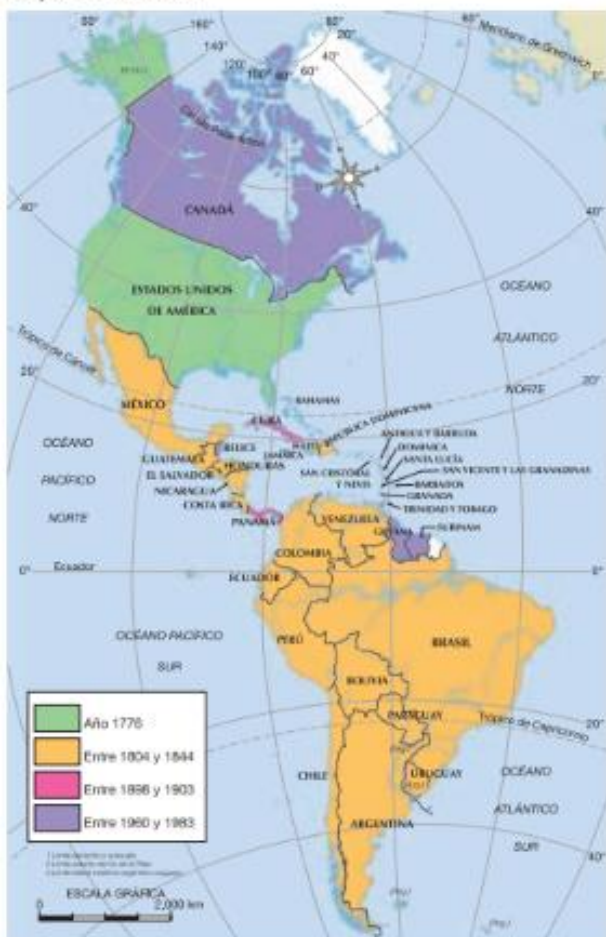 160°
140°
120°
100°
80°
60°
40°
60°
40°
20°
0°
Meridiano de Greenwich
Círculo Polar Ártico
CANADÁ
40°
40°
ESTADOS UNIDOS
DE AMÉRICA
OCÉANO
ATLÁNTICO
NORTE
Trópico de Cáncer
20°
20°
BAHAMAS
MÉXICO
CUBA
HAITÍ
REPÚBLICA DOMINICANA
JAMAICA
BELICE
GUATEMALA
HONDURAS
EL SALVADOR
NICARAGUA
COSTA RICA
PANAMÁ
ANTIGUA Y BARBUDA
DOMINICA
SANTA LUCÍA
SAN CRISTÓBAL
Y NEVIS
SAN VICENTE Y LAS GRANADINAS
BARBADOS
GRANADA
TRINIDAD Y TOBAGO
OCÉANO
PACÍFICO
NORTE
VENEZUELA
GUYANA
SURINAM
COLOMBIA
0°
Ecuador
0°
ECUADOR
PERÚ
BRASIL
OCÉANO PACÍFICO
SUR
BOLIVIA
PARAGUAY
Trópico de Capricornio
20°
CHILE
URUGUAY
ARGENTINA
OCÉANO
ATLÁNTICO
SUR
40°
Año 1776
Entre 1804 y 1844
Entre 1898 y 1903
Entre 1960 y 1983
ESCALA GRÁFICA
0
2,000 km